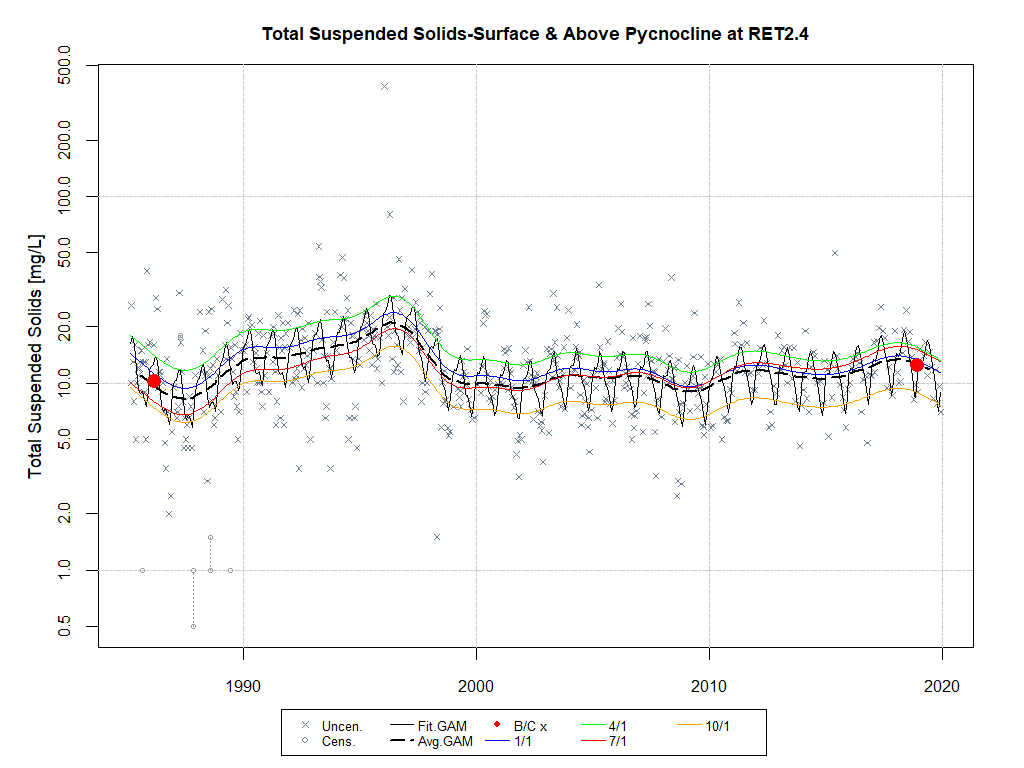 Total Suspended Solids-Surface & Above Pycnocline at RET2.4
Total Suspended Solids [mg/L]
500.0
200.0
100.0
50.0
20.0
10.0
5.0
2.0
1.0
0.5
1990 2000 2010 2020
Uncen. Fit.GAM B/C x 4/1 10/1
Cens. Avg.GAM 1/1 7/1